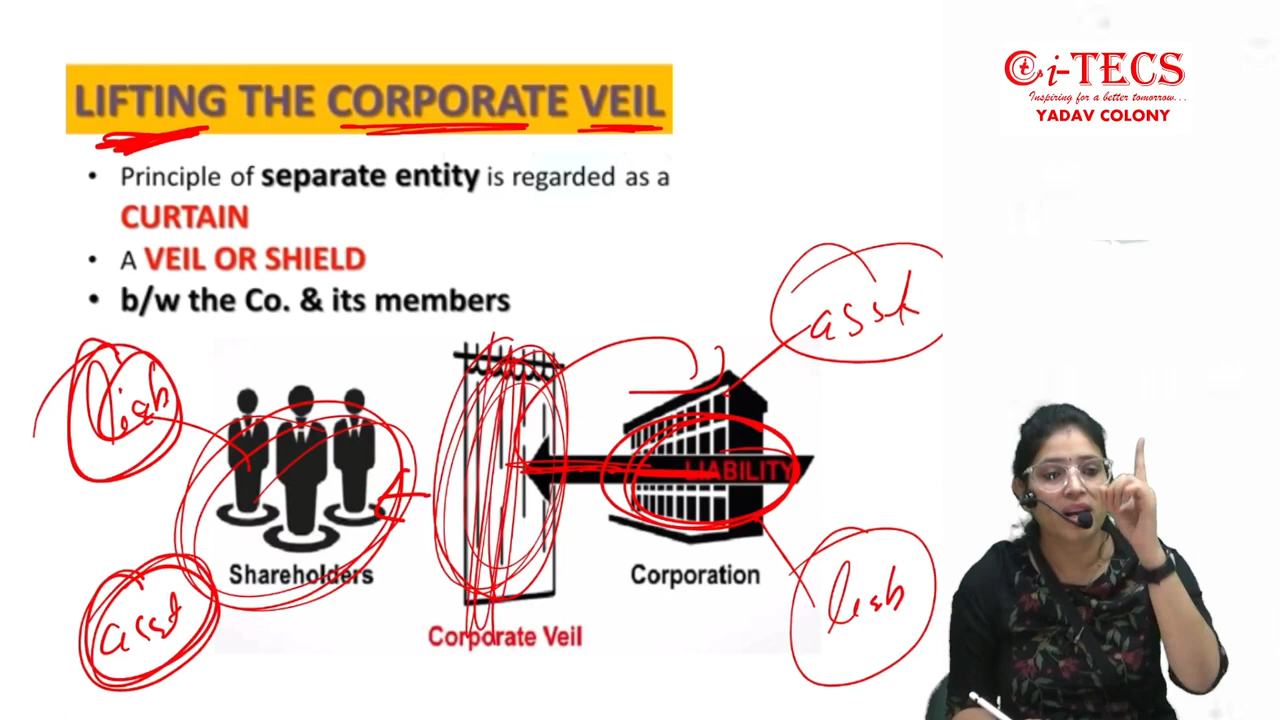 LIFTING THE CORPORATE VEIL
• Principle of separate entity is regarded as a
CURTAIN
• A VEIL OR SHIELD
• b/w the Co. & its members
i-TECS
Inspiring for a better tomorrow...
YADAV COLONY
asst
liab
LIABILITY
Shareholders
Corporation
asst
liab
Corporate Veil